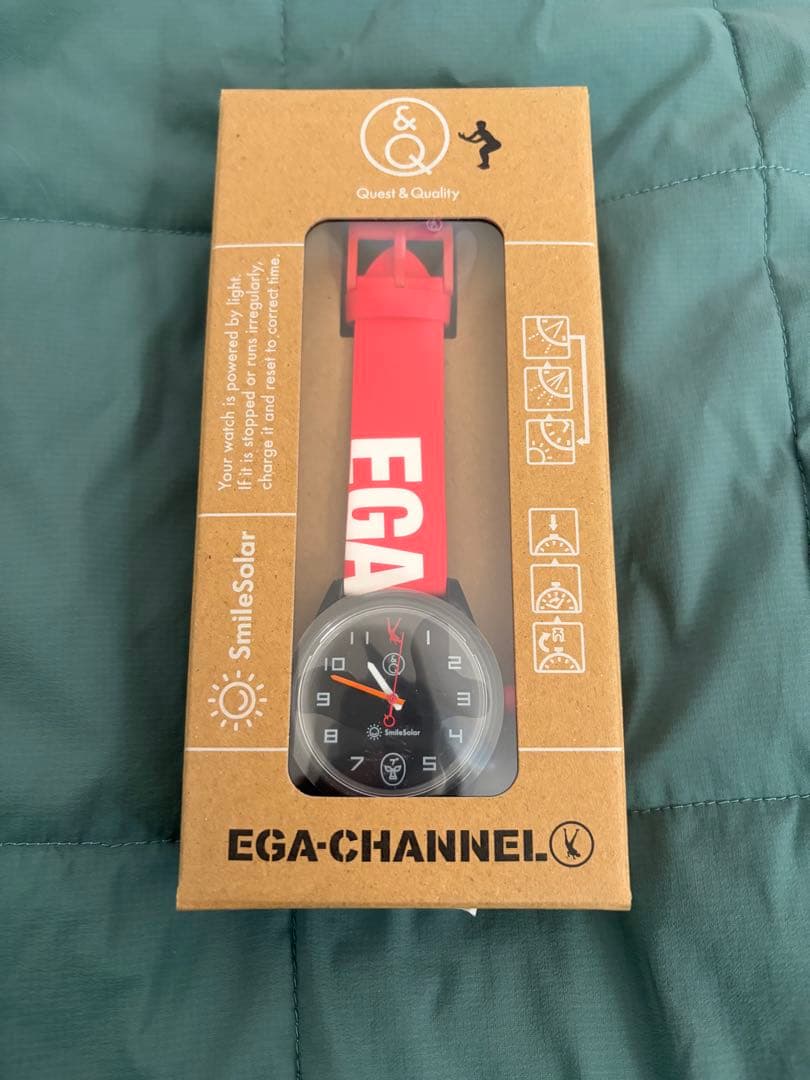 &
Q
Quest & Quality
Your watch is powered by light.
If it is stopped or runs irregularly,
charge it and reset to correct time.
SmileSolar
EGA
11
1
10
2
9
3
8
4
7
5
&
Q
SmileSolar
EGA-CHANNEL